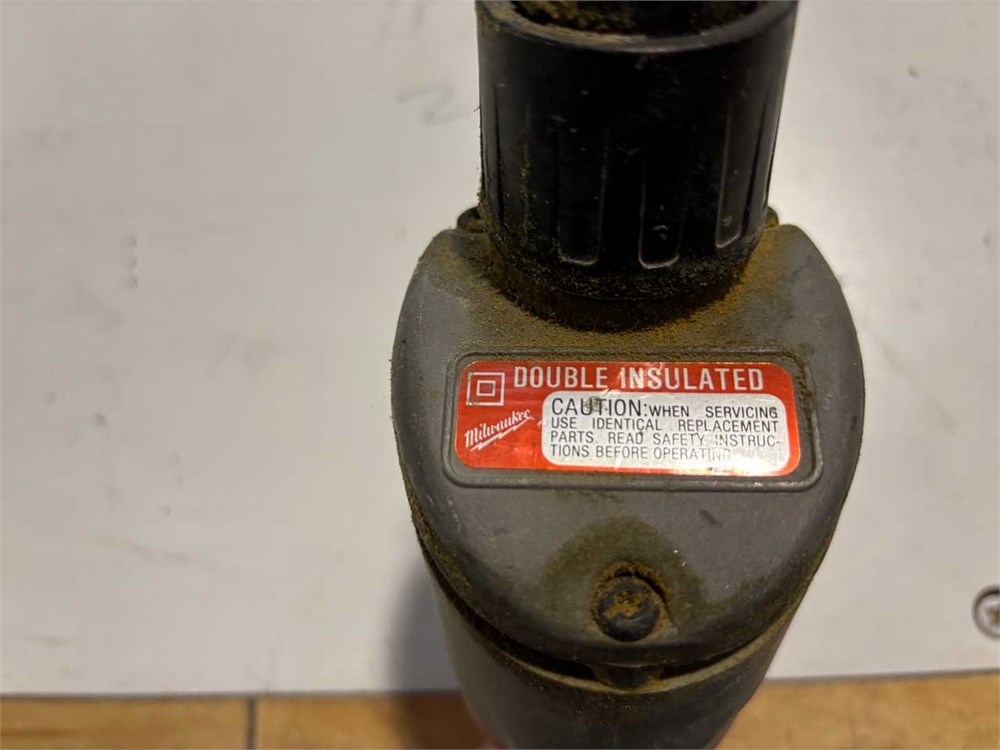 DOUBLE INSULATED
Milwaukee
CAUTION: WHEN SERVICING
USE IDENTICAL REPLACEMENT
PARTS. READ SAFETY INSTRUC-
TIONS BEFORE OPERATING